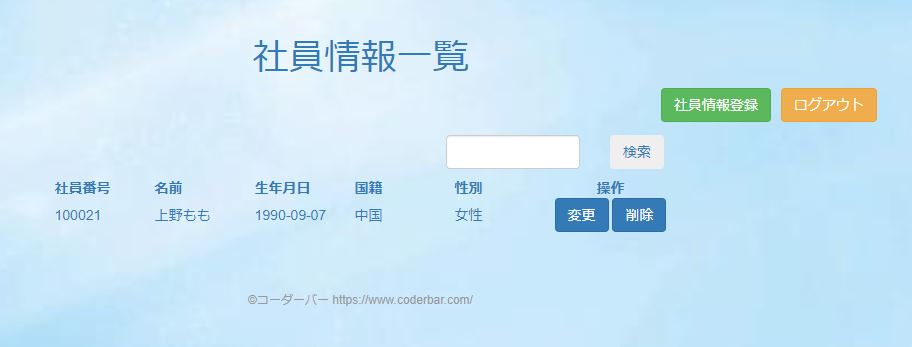 社員情報一覧
社員情報登録 ログアウト
検索
社員番号 名前 生年月日 国籍 性別 操作
100021 上野もも 1990-09-07 中国 女性 変更 削除
©コーダーバー https://www.coderbar.com/